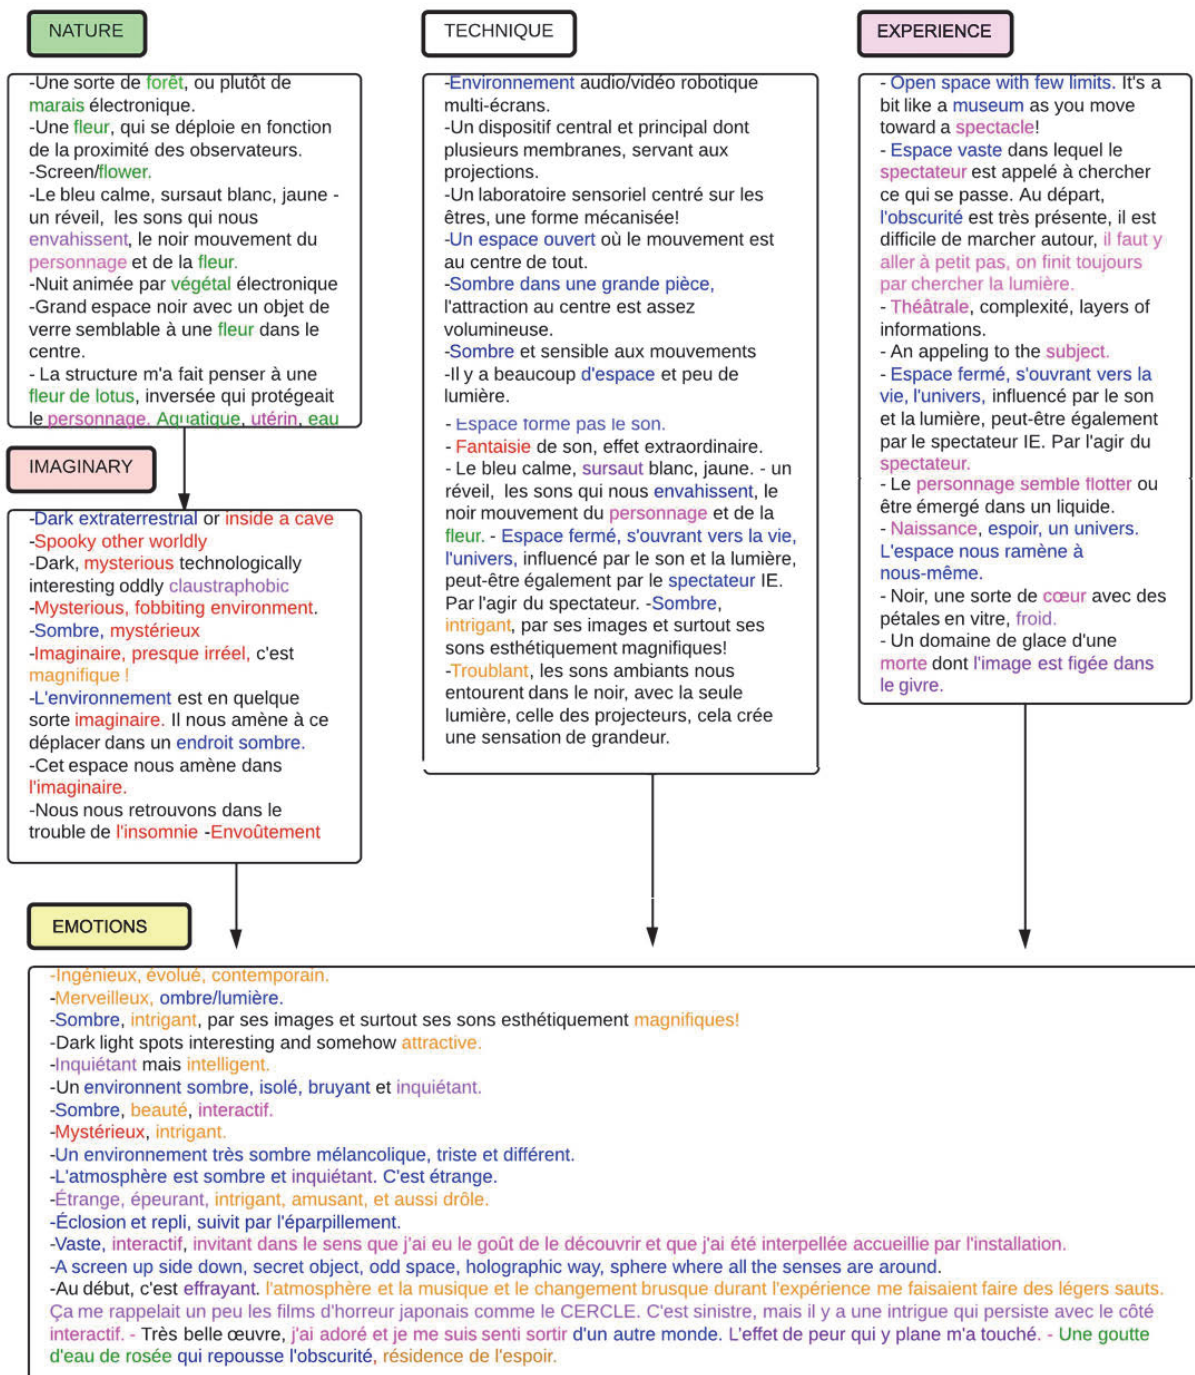 NATURE
-Une sorte de forêt, ou plutôt de
marais électronique.
-Une fleur, qui se déploie en fonction
de la proximité des observateurs.
-Screen/flower.
-Le bleu calme, sursaut blanc, jaune -
un réveil, les sons qui nous
envahissent, le noir mouvement du
personnage et de la fleur.
-Nuit animée par végétal électronique
-Grand espace noir avec un objet de
verre semblable à une fleur dans le
centre.
- La structure m'a fait penser à une
fleur de lotus, inversée qui protégeait
le personnage. Aquatique, utérin, eau
IMAGINARY
-Dark extraterrestrial or inside a cave
-Spooky other worldly
-Dark, mysterious technologically
interesting oddly claustraphobic
-Mysterious, fobbiting environment.
-Sombre, mystérieux
-Imaginaire, presque irréel, c'est
magnifique !
-L'environnement est en quelque
sorte imaginaire. Il nous amène à ce
déplacer dans un endroit sombre.
-Cet espace nous amène dans
l'imaginaire.
-Nous nous retrouvons dans le
trouble de l'insomnie -Envoûtement
TECHNIQUE
-Environnement audio/vidéo robotique
multi-écrans.
-Un dispositif central et principal dont
plusieurs membranes, servant aux
projections.
-Un laboratoire sensoriel centré sur les
êtres, une forme mécanisée!
-Un espace ouvert où le mouvement est
au centre de tout.
-Sombre dans une grande pièce,
l'attraction au centre est assez
volumineuse.
-Sombre et sensible aux mouvements
-Il y a beaucoup d'espace et peu de
lumière.
- Espace forme pas le son.
- Fantaisie de son, effet extraordinaire.
- Le bleu calme, sursaut blanc, jaune. - un
réveil, les sons qui nous envahissent, le
noir mouvement du personnage et de la
fleur. - Espace fermé, s'ouvrant vers la vie,
l'univers, influencé par le son et la lumière,
peut-être également par le spectateur IE.
Par l'agir du spectateur. -Sombre,
intrigant, par ses images et surtout ses
sons esthétiquement magnifiques!
-Troublant, les sons ambiants nous
entourent dans le noir, avec la seule
lumière, celle des projecteurs, cela crée
une sensation de grandeur.
EXPERIENCE
- Open space with few limits. It's a
bit like a museum as you move
toward a spectacle!
- Espace vaste dans lequel le
spectateur est appelé à chercher
ce qui se passe. Au départ,
l'obscurité est très présente, il est
difficile de marcher autour, il faut y
aller à petit pas, on finit toujours
par chercher la lumière.
- Théâtrale, complexité, layers of
informations.
- An appeling to the subject.
- Espace fermé, s'ouvrant vers la
vie, l'univers, influencé par le son
et la lumière, peut-être également
par le spectateur IE. Par l'agir du
spectateur.
- Le personnage semble flotter ou
être émergé dans un liquide.
- Naissance, espoir, un univers.
L'espace nous ramène à
nous-même.
- Noir, une sorte de cœur avec des
pétales en vitre, froid.
- Un domaine de glace d'une
morte dont l'image est figée dans
le givre.
EMOTIONS
-Ingénieux, évolué, contemporain.
-Merveilleux, ombre/lumière.
-Sombre, intrigant, par ses images et surtout ses sons esthétiquement magnifiques!
-Dark light spots interesting and somehow attractive.
-Inquiétant mais intelligent.
-Un environnent sombre, isolé, bruyant et inquiétant.
-Sombre, beauté, interactif.
-Mystérieux, intrigant.
-Un environnement très sombre mélancolique, triste et différent.
-L'atmosphère est sombre et inquiétant. C'est étrange.
-Étrange, épeurant, intrigant, amusant, et aussi drôle.
-Éclosion et repli, suivit par l'éparpillement.
-Vaste, interactif, invitant dans le sens que j'ai eu le goût de le découvrir et que j'ai été interpellée accueillie par l'installation.
-A screen up side down, secret object, odd space, holographic way, sphere where all the senses are around.
-Au début, c'est effrayant. l'atmosphère et la musique et le changement brusque durant l'expérience me faisaient faire des légers sauts.
Ça me rappelait un peu les films d'horreur japonais comme le CERCLE. C'est sinistre, mais il y a une intrigue qui persiste avec le côté
interactif. - Très belle œuvre, j'ai adoré et je me suis senti sortir d'un autre monde. L'effet de peur qui y plane m'a touché. - Une goutte
d'eau de rosée qui repousse l'obscurité, résidence de l'espoir.